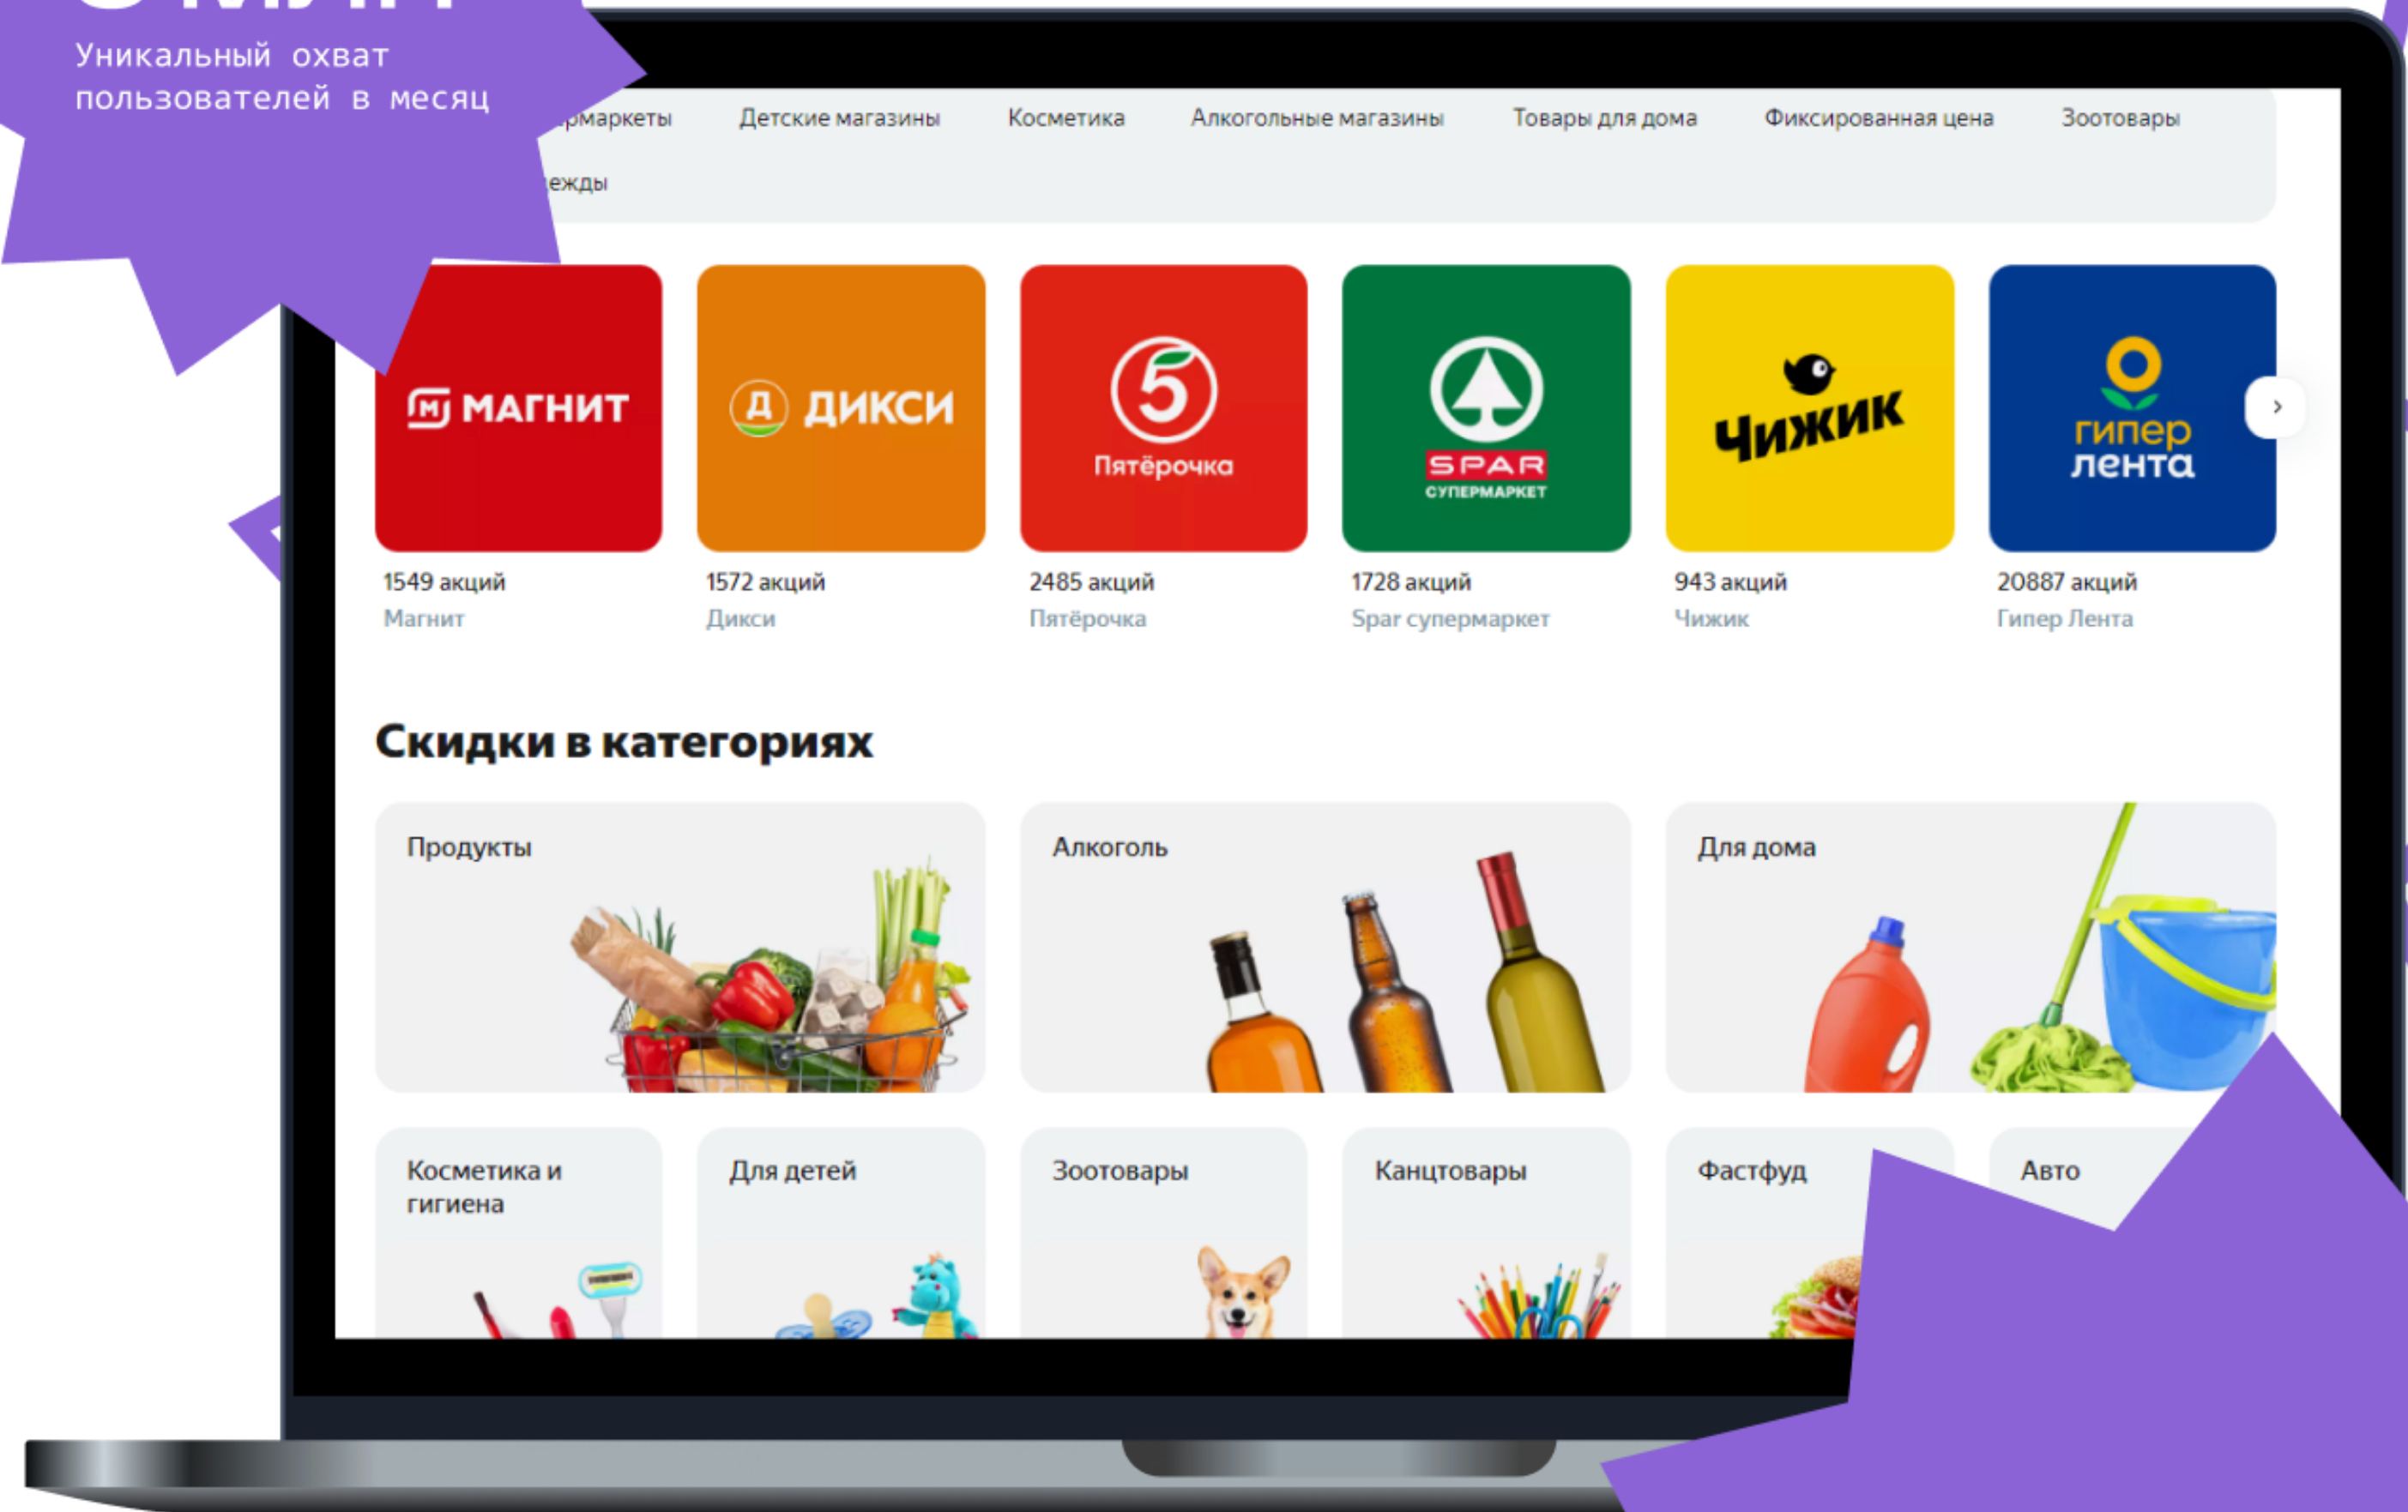 Уникальный охват
пользователей в месяц
Детские магазины
Косметика
Алкогольные магазины
Товары для дома
Фиксированная цена
Зоотовары
МАГНИТ
Д ДИКСИ
5
Пятёрочка
SPAR
СУПЕРМАРКЕТ
Чижик
гипер
лента
1549 акций
Магнит
1572 акций
Дикси
2485 акций
Пятёрочка
1728 акций
Spar супермаркет
943 акций
Чижик
20887 акций
Гипер Лента
Скидки в категориях
Продукты
Алкоголь
Для дома
Косметика и
гигиена
Для детей
Зоотовары
Канцтовары
Фастфуд
Авто